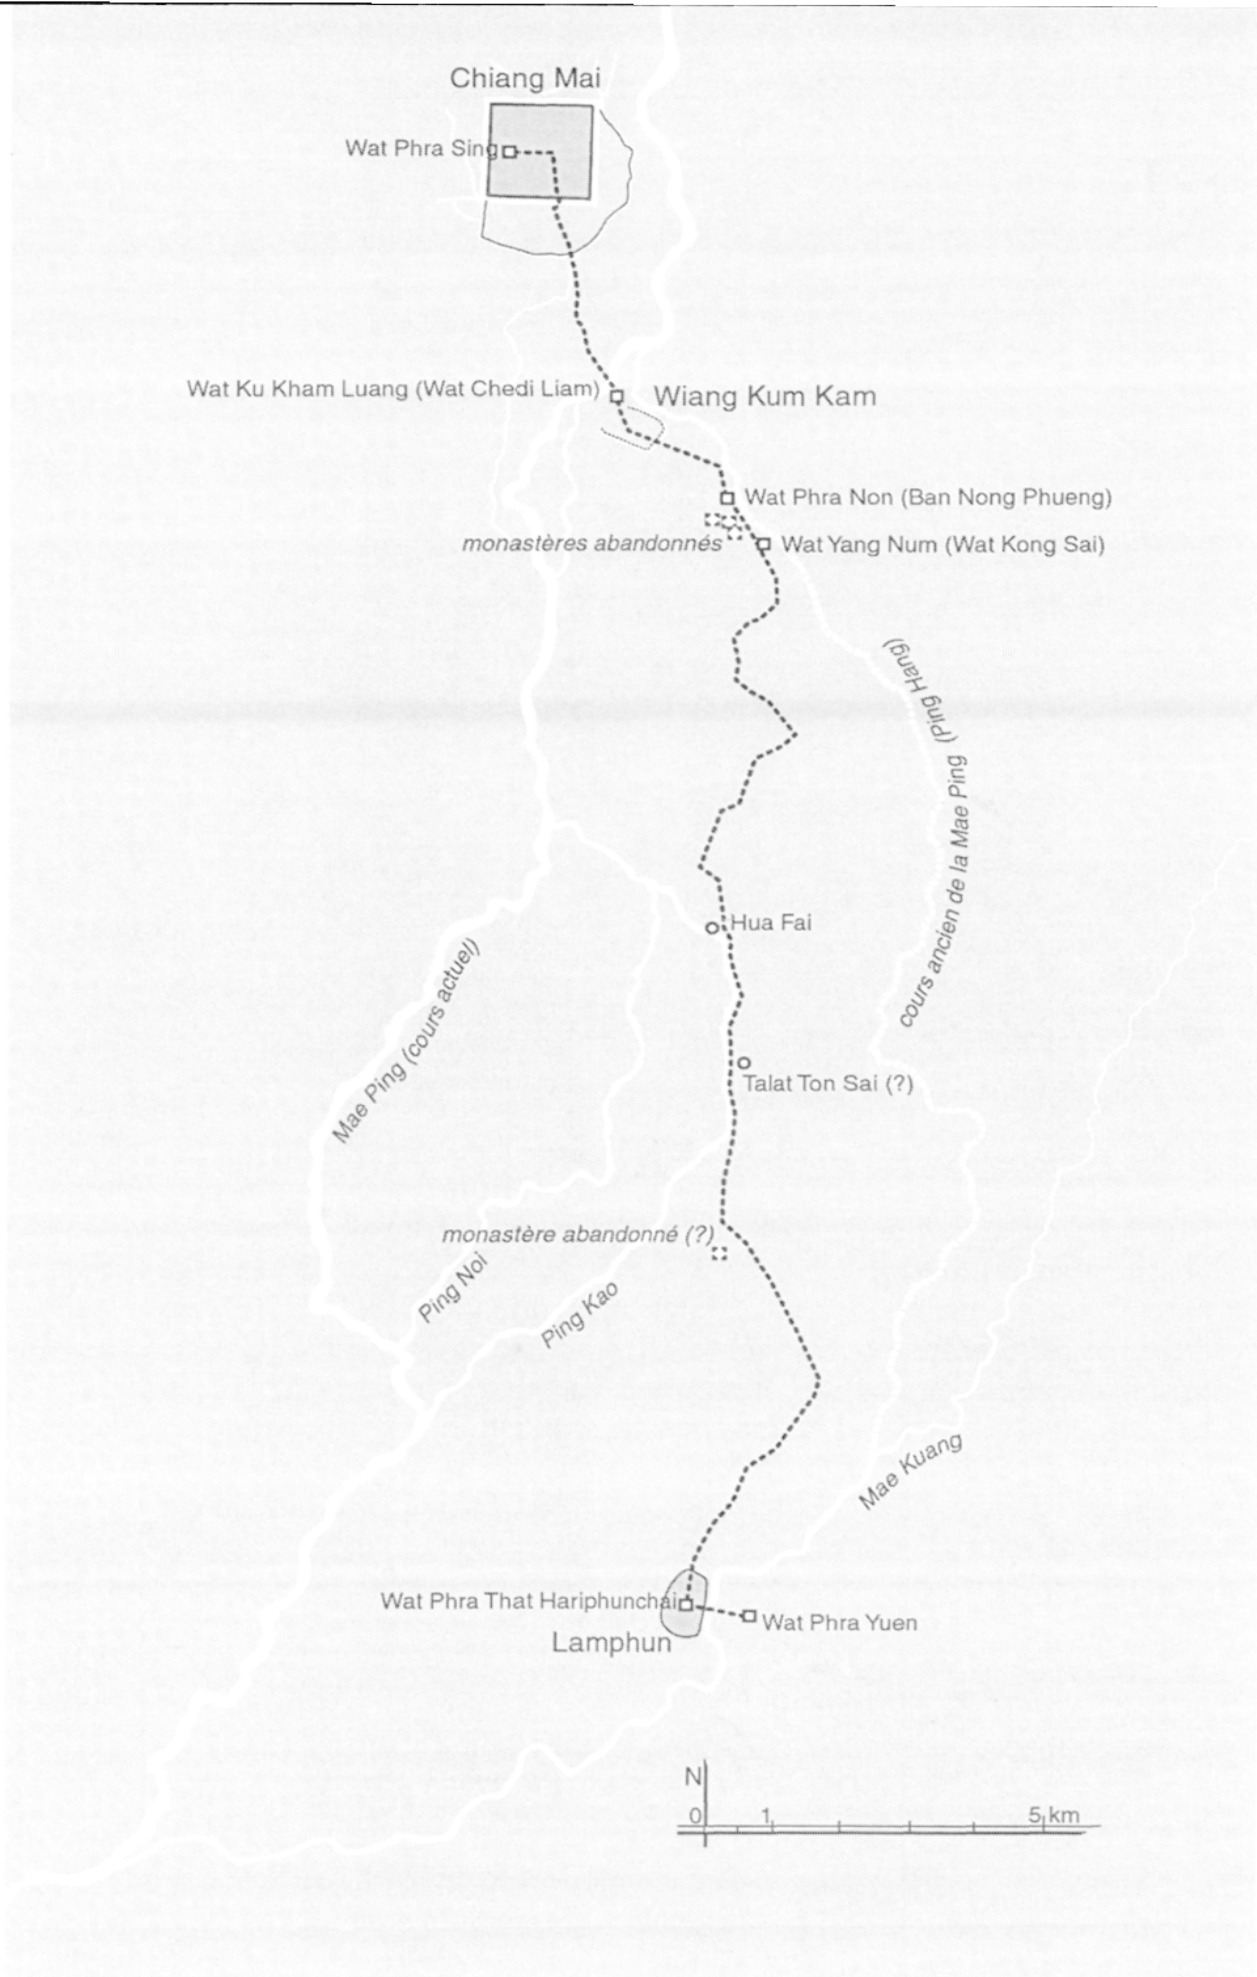 Chiang Mai
Wat Phra Sing
Wat Ku Kham Luang (Wat Chedi Liam)
Wiang Kum Kam
Wat Phra Non (Ban Nong Phueng)
monastères abandonnés
Wat Yang Num (Wat Kong Sai)
cours ancien de la Mae Ping (Ping Hang)
Hua Fai
Mae Ping (cours actuel)
Talat Ton Sai (?)
monastère abandonné (?)
Ping Noi
Ping Kao
Mae Kuang
Wat Phra That Hariphunchai
Wat Phra Yuen
Lamphun
N
0 1 5 km